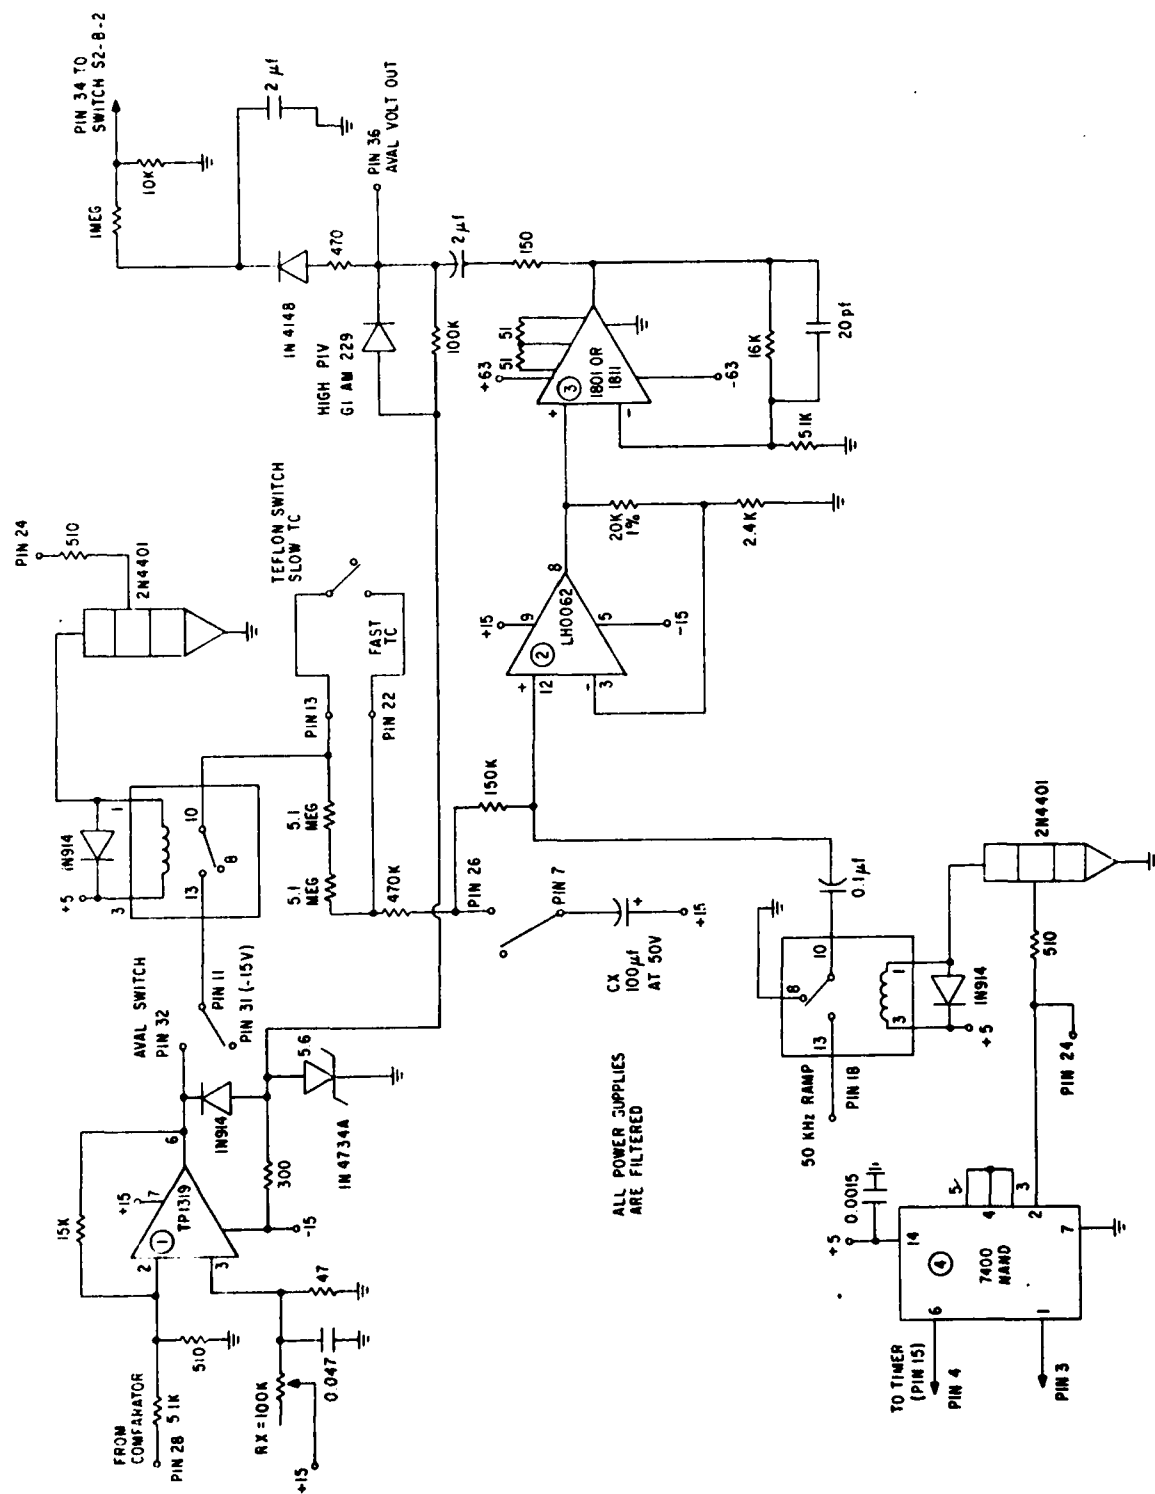 FROM
COMPARATOR
PIN 28
5.1K
510
15K
2
3
1
TP1319
+15
7
6
-15
RX = 100K
+15
0.047
47
300
1N914
5.6
1N4734A
AVAL SWITCH
PIN 32
PIN 11
PIN 31 (-15V)
+5
1N914
3
1
13
10
8
PIN 24
510
2N4401
5.1
MEG
5.1
MEG
470K
PIN 13
PIN 22
TEFLON SWITCH
SLOW TC
FAST
TC
PIN 26
150K
PIN 7
CX
100µf
AT 50V
+
+15
ALL POWER SUPPLIES
ARE FILTERED
+15
9
+
12
2
LH0062
8
-
3
5
-15
20K
1%
2.4K
+63
51
51
+
3
1801 OR
1811
-
-63
16K
20 pf
5.1K
150
2 µf
100K
HIGH PIV
GI AM 229
1N 4148
470
PIN 36
AVAL VOLT OUT
1MEG
10K
PIN 34 TO
SWITCH S2-B-2
2 µf
50 KHz RAMP
PIN 18
13
8
10
0.1µf
3
1
1N914
+5
2N4401
510
PIN 24
+5
0.0015
14
5
4
3
2
4
7400
NAND
7
6
1
TO TIMER
(PIN 15)
PIN 4
PIN 3